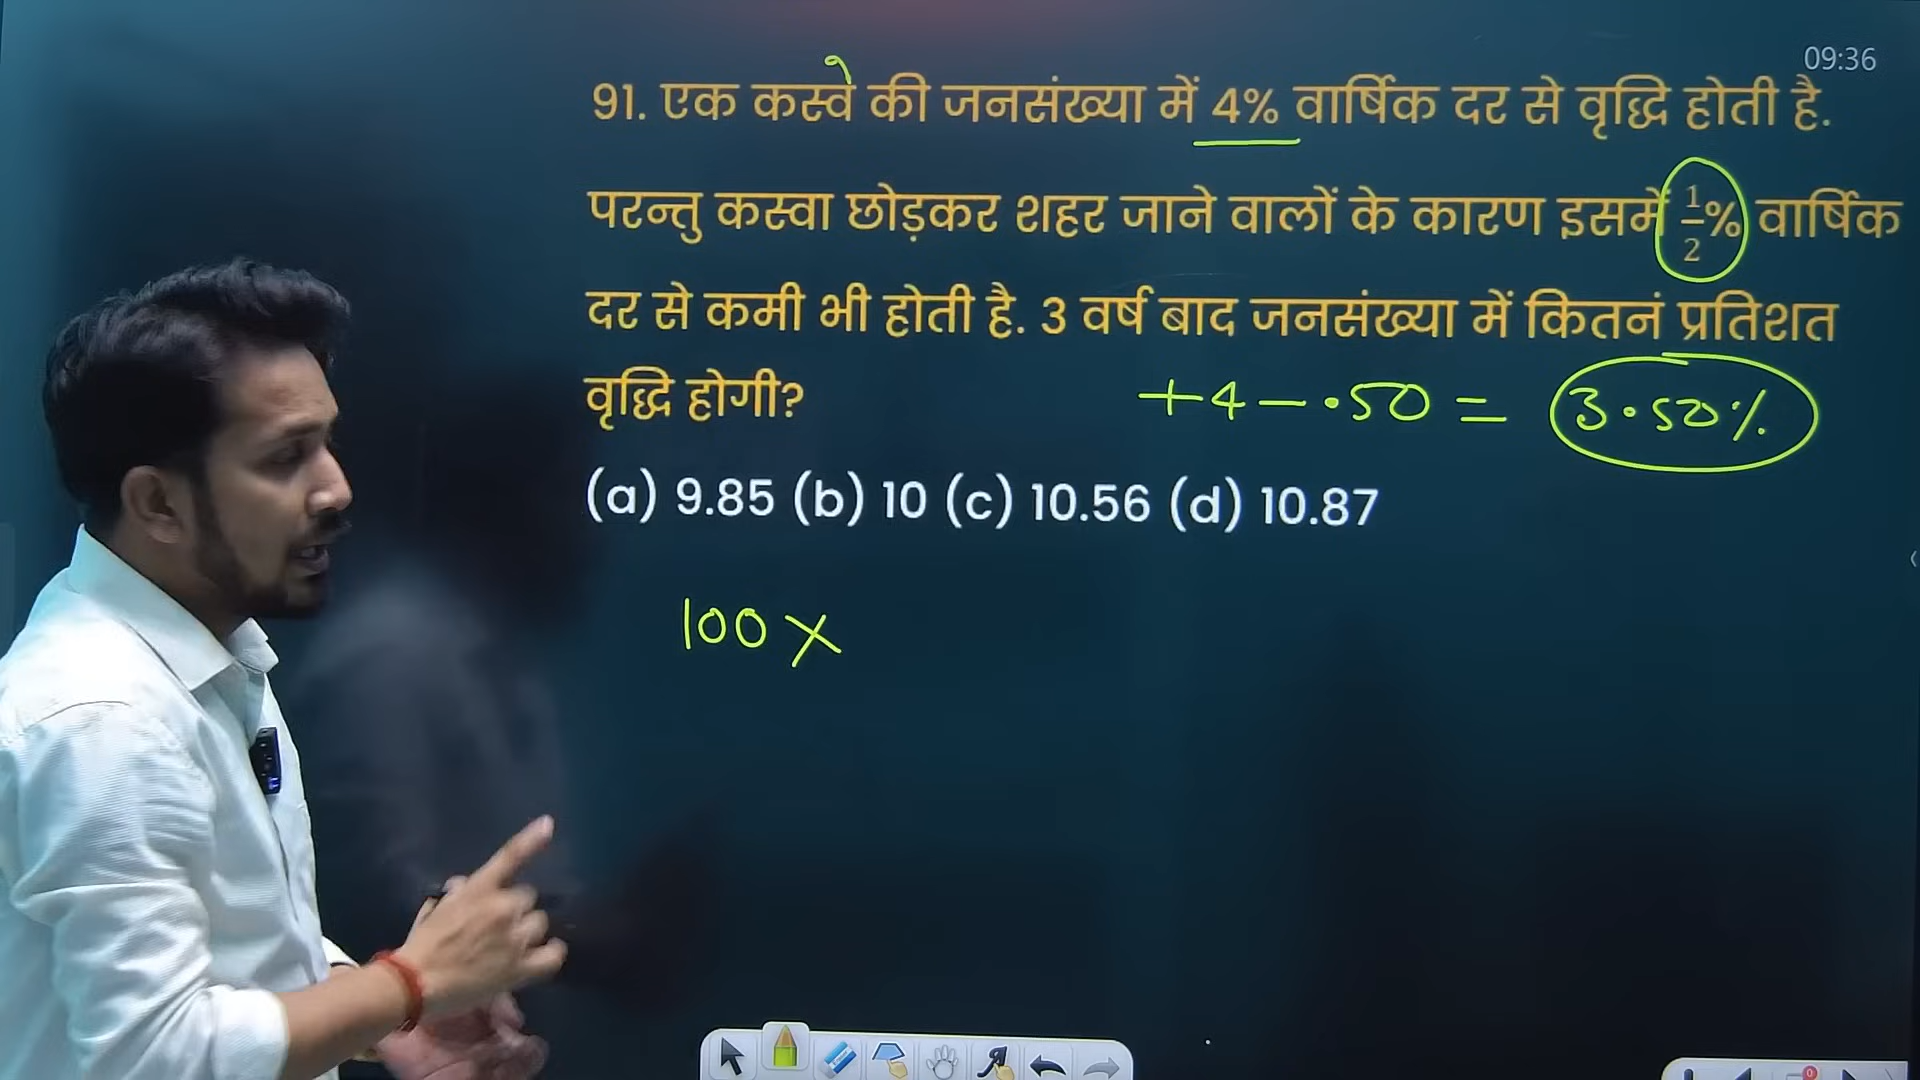 09:36
91. एक कस्वे की जनसंख्या में 4% वार्षिक दर से वृद्धि होती है.
परन्तु कस्वा छोड़कर शहर जाने वालों के कारण इसमें 1/2% वार्षिक
दर से कमी भी होती है. 3 वर्ष बाद जनसंख्या में कितनं प्रतिशत
वृद्धि होगी?
+4 - .50 = 3.50%
(a) 9.85 (b) 10 (c) 10.56 (d) 10.87
100 ×